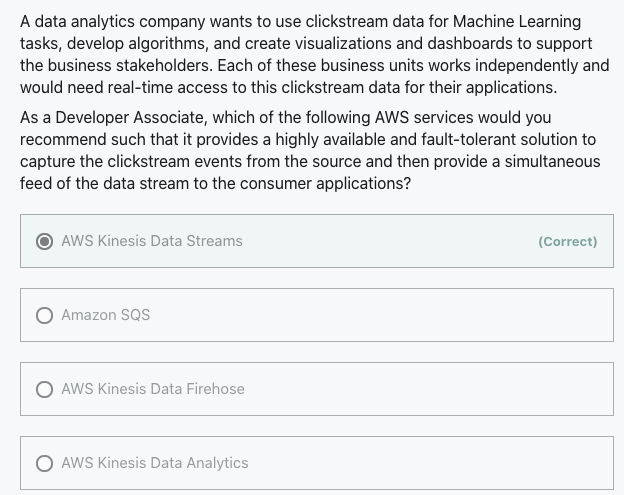 A data analytics company wants to use clickstream data for Machine Learning
tasks, develop algorithms, and create visualizations and dashboards to support
the business stakeholders. Each of these business units works independently and
would need real-time access to this clickstream data for their applications.
As a Developer Associate, which of the following AWS services would you
recommend such that it provides a highly available and fault-tolerant solution to
capture the clickstream events from the source and then provide a simultaneous
feed of the data stream to the consumer applications?
AWS Kinesis Data Streams (Correct)
Amazon SQS
AWS Kinesis Data Firehose
AWS Kinesis Data Analytics